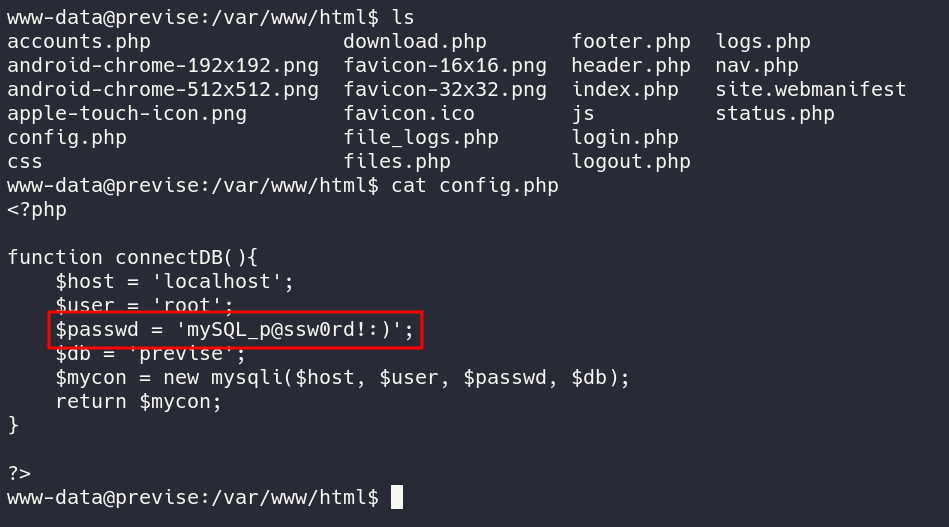 www-data@previse:/var/www/html$ ls
accounts.php                download.php       footer.php  logs.php
android-chrome-192x192.png  favicon-16x16.png  header.php  nav.php
android-chrome-512x512.png  favicon-32x32.png  index.php   site.webmanifest
apple-touch-icon.png        favicon.ico        js          status.php
config.php                  file_logs.php      login.php
css                         files.php          logout.php
www-data@previse:/var/www/html$ cat config.php
<?php

function connectDB(){
    $host = 'localhost';
    $user = 'root';
    $passwd = 'mySQL_p@ssw0rd!:)';
    $db = 'previse';
    $mycon = new mysqli($host, $user, $passwd, $db);
    return $mycon;
}

?>
www-data@previse:/var/www/html$